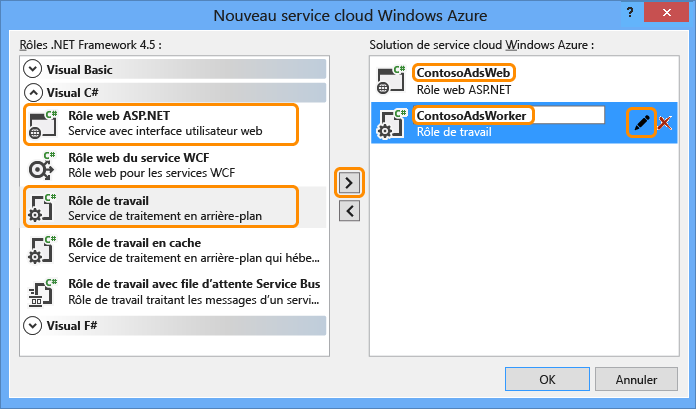 Nouveau service cloud Windows Azure
?
Rôles .NET Framework 4.5 :
Visual Basic
Visual C#
C#
Rôle web ASP.NET
Service avec interface utilisateur web
C#
Rôle web du service WCF
Rôle web pour les services WCF
C#
Rôle de travail
Service de traitement en arrière-plan
C#
Rôle de travail en cache
Service de traitement en arrière-plan qui hébe...
C#
Rôle de travail avec file d'attente Service Bus
Rôle de travail traitant les messages d'un servi...
Visual F#
Solution de service cloud Windows Azure :
C#
ContosoAdsWeb
Rôle web ASP.NET
C#
ContosoAdsWorker
Rôle de travail
OK
Annuler